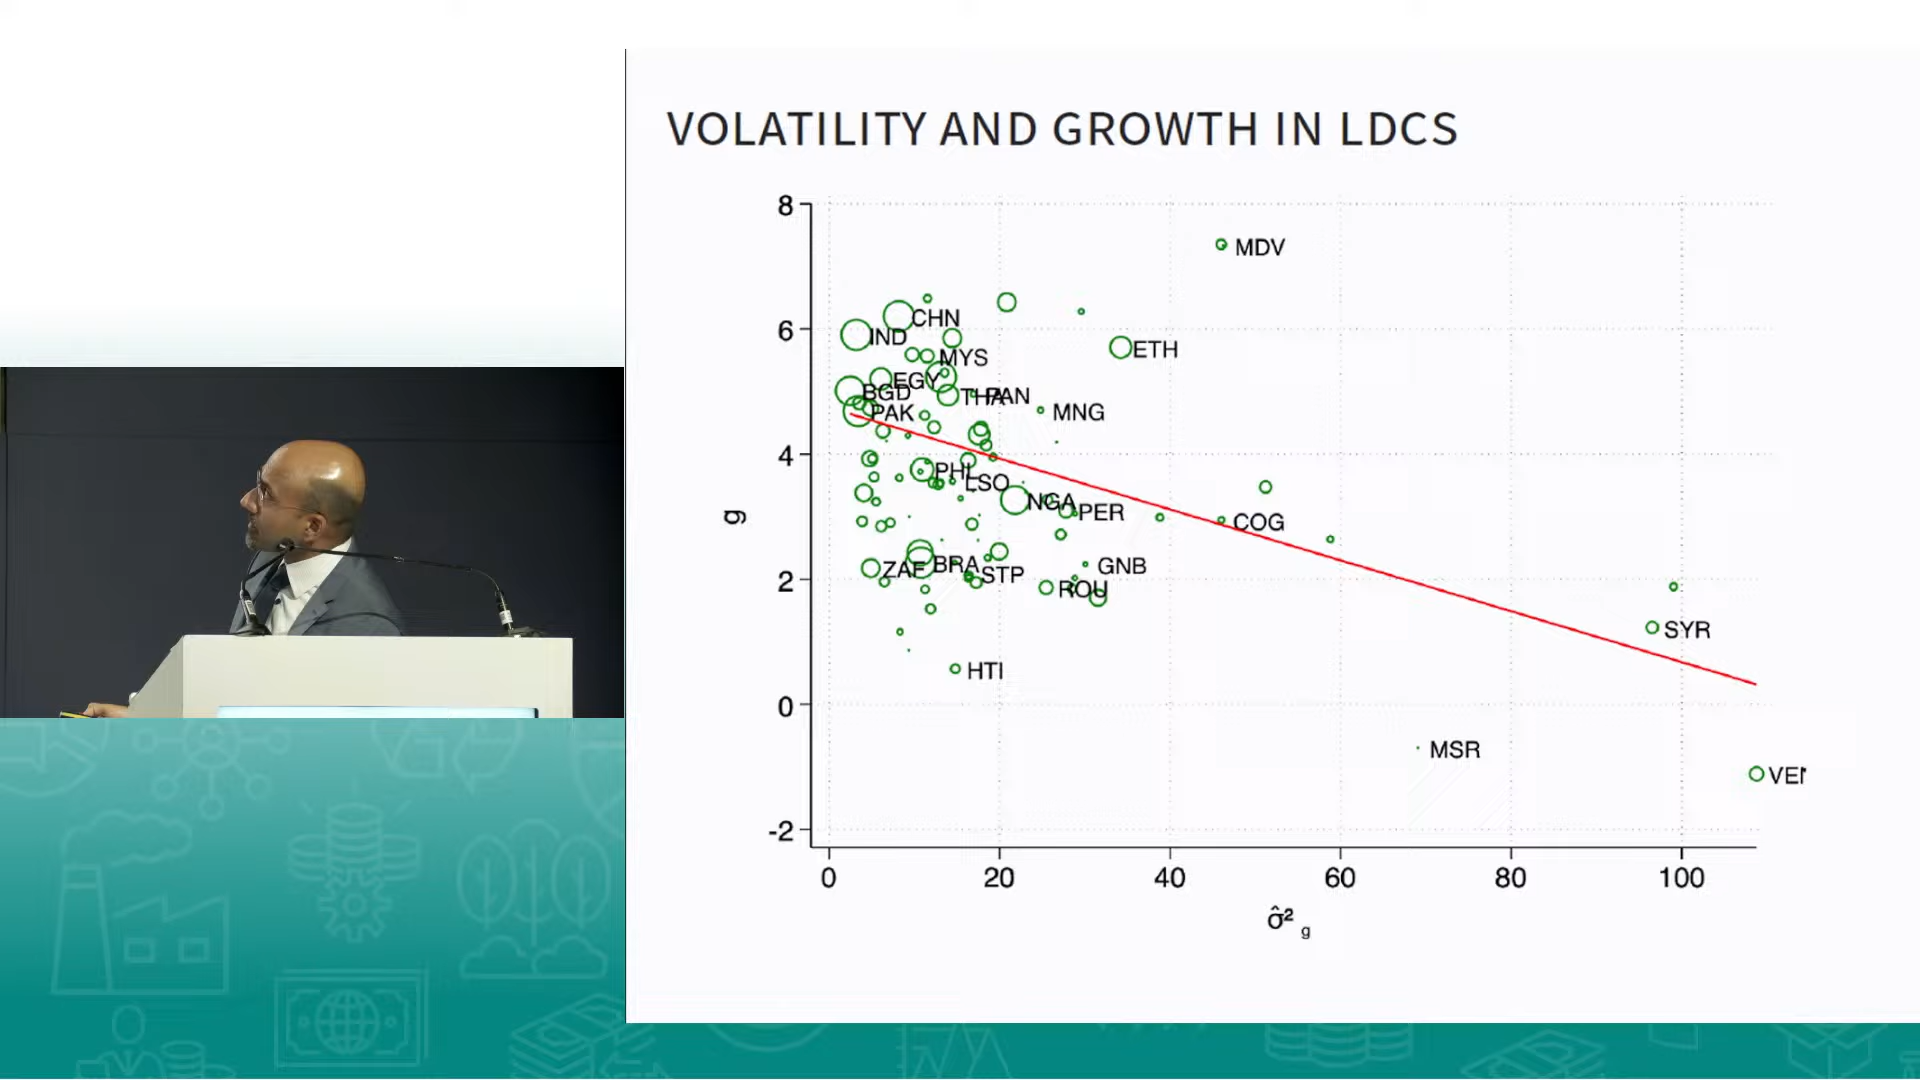 VOLATILITY AND GROWTH IN LDCS
8
MDV
6
CHN
IND
ETH
MYS
EGY
BGD
PAN
MNG
PAK
4
PHL
LSO
NGA
PER
COG
g
2
ZAF
BRA
STP
GNB
ROU
SYR
HTI
0
MSR
-2
0 20 40 60 80 100
σ̂² g